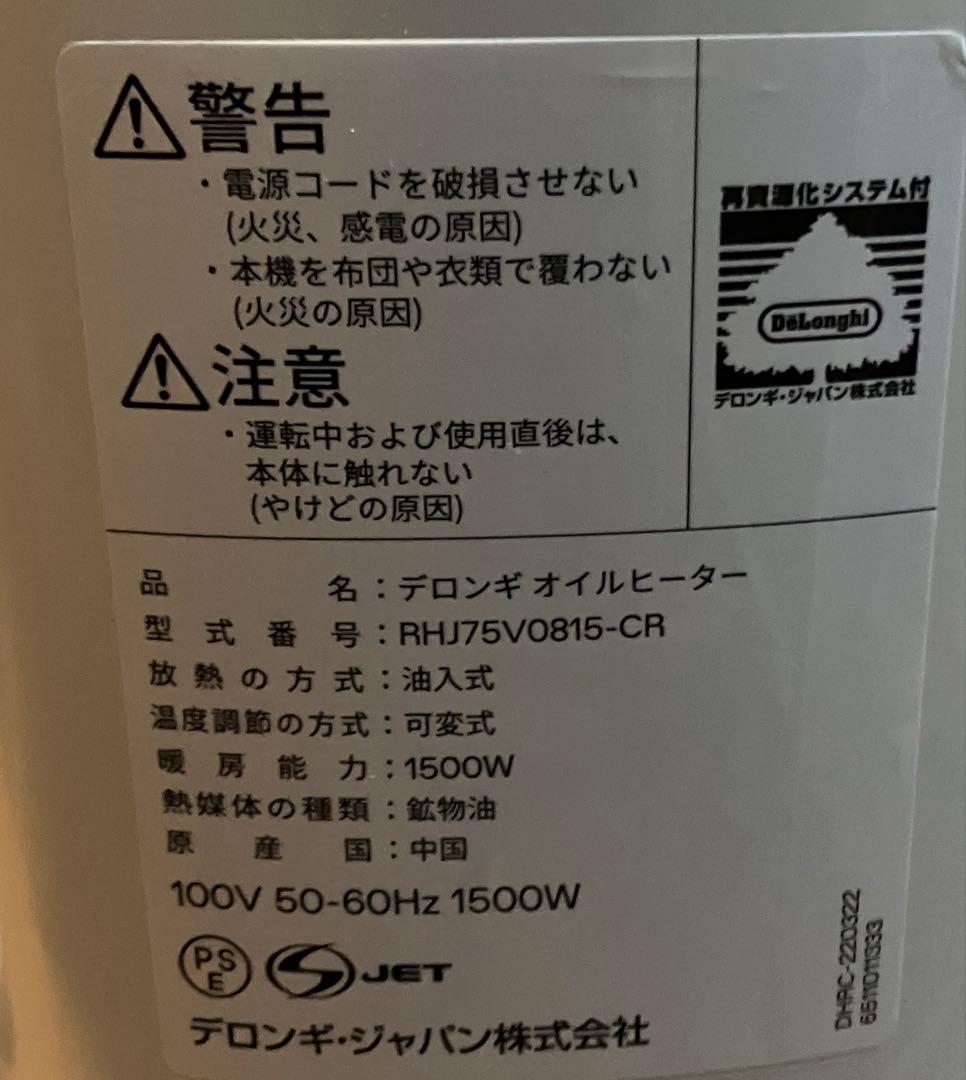 警告
・電源コードを破損させない
(火災、感電の原因)
・本機を布団や衣類で覆わない
(火災の原因)
注意
・運転中および使用直後は、
本体に触れない
(やけどの原因)
再資源化システム付
DeLonghi
デロンギ・ジャパン株式会社
品名：デロンギ オイルヒーター
型式番号：RHJ75V0815-CR
放熱の方式：油入式
温度調節の方式：可変式
暖房能力：1500W
熱媒体の種類：鉱物油
原産国：中国
100V 50-60Hz 1500W
PSE
JET
デロンギ・ジャパン株式会社
DHRC-220322
6511011333